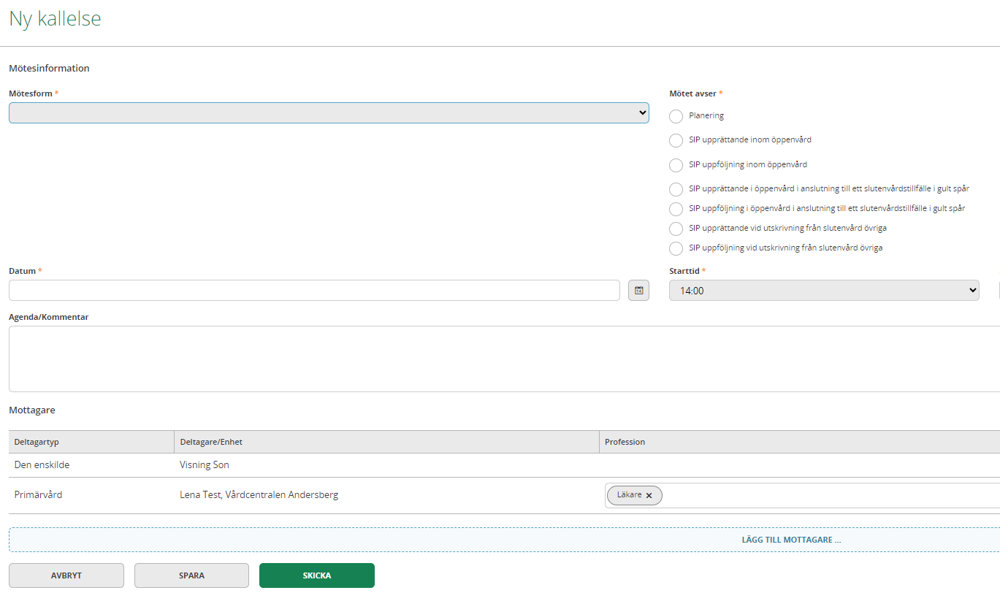 Ny kallelse
Mötesinformation
Mötesform *
Mötet avser *
Planering
SIP upprättande inom öppenvård
SIP uppföljning inom öppenvård
SIP upprättande i öppenvård i anslutning till ett slutenvårdstillfälle i gult spår
SIP uppföljning i öppenvård i anslutning till ett slutenvårdstillfälle i gult spår
SIP upprättande vid utskrivning från slutenvård övriga
SIP uppföljning vid utskrivning från slutenvård övriga
Datum *
Starttid *
14
14:00
Agenda/Kommentar
Mottagare
Deltagartyp Deltagare/Enhet Profession
Den enskilde Visning Son
Primärvård Lena Test, Vårdcentralen Andersberg Läkare ×
LÄGG TILL MOTTAGARE ...
AVBRYT SPARA SKICKA